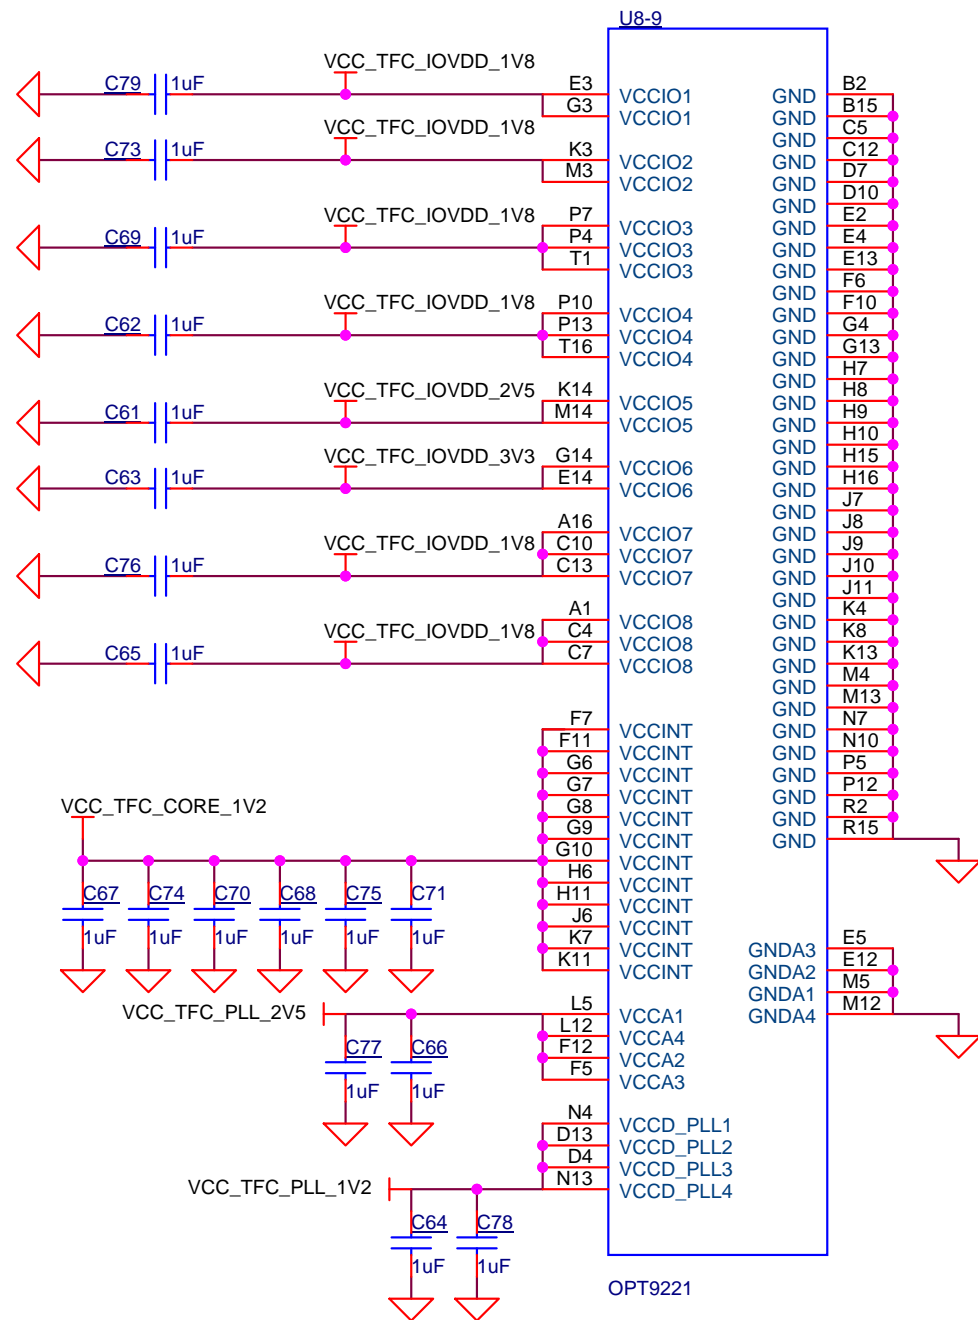 U8-9
VCC_TFC_IOVDD_1V8
C79 1uF E3 VCCIO1 GND B2
G3 VCCIO1 GND B15
VCC_TFC_IOVDD_1V8 GND C5
C73 1uF K3 VCCIO2 GND C12
M3 VCCIO2 GND D7
GND D10
VCC_TFC_IOVDD_1V8 P7 VCCIO3 GND E2
C69 1uF P4 VCCIO3 GND E4
T1 VCCIO3 GND E13
GND F6
VCC_TFC_IOVDD_1V8 P10 VCCIO4 GND F10
C62 1uF P13 VCCIO4 GND G4
T16 VCCIO4 GND G13
GND H7
VCC_TFC_IOVDD_2V5 K14 VCCIO5 GND H8
C61 1uF M14 VCCIO5 GND H9
GND H10
VCC_TFC_IOVDD_3V3 G14 VCCIO6 GND H15
C63 1uF E14 VCCIO6 GND H16
GND J7
A16 VCCIO7 GND J8
VCC_TFC_IOVDD_1V8 C10 VCCIO7 GND J9
C76 1uF C13 VCCIO7 GND J10
GND J11
A1 VCCIO8 GND K4
VCC_TFC_IOVDD_1V8 C4 VCCIO8 GND K8
C65 1uF C7 VCCIO8 GND K13
GND M4
GND M13
F7 VCCINT GND N7
F11 VCCINT GND N10
G6 VCCINT GND P5
G7 VCCINT GND P12
VCC_TFC_CORE_1V2 G8 VCCINT GND R2
G9 VCCINT GND R15
G10 VCCINT
H6 VCCINT
C67 C74 C70 C68 C75 C71
H11 VCCINT
J6 VCCINT
1uF 1uF 1uF 1uF 1uF 1uF
K7 VCCINT GNDA3 E5
K11 VCCINT GNDA2 E12
GNDA1 M5
VCC_TFC_PLL_2V5 L5 VCCA1 GNDA4 M12
L12 VCCA4
C77 C66 F12 VCCA2
1uF 1uF F5 VCCA3
N4 VCCD_PLL1
D13 VCCD_PLL2
D4 VCCD_PLL3
VCC_TFC_PLL_1V2 N13 VCCD_PLL4
C64 C78
1uF 1uF
OPT9221